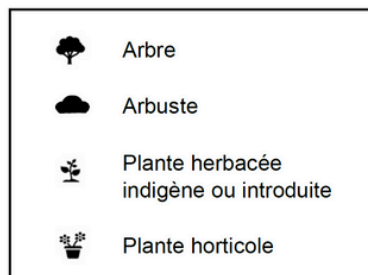 Arbre
Arbuste
Plante herbacée
indigène ou introduite
Plante horticole